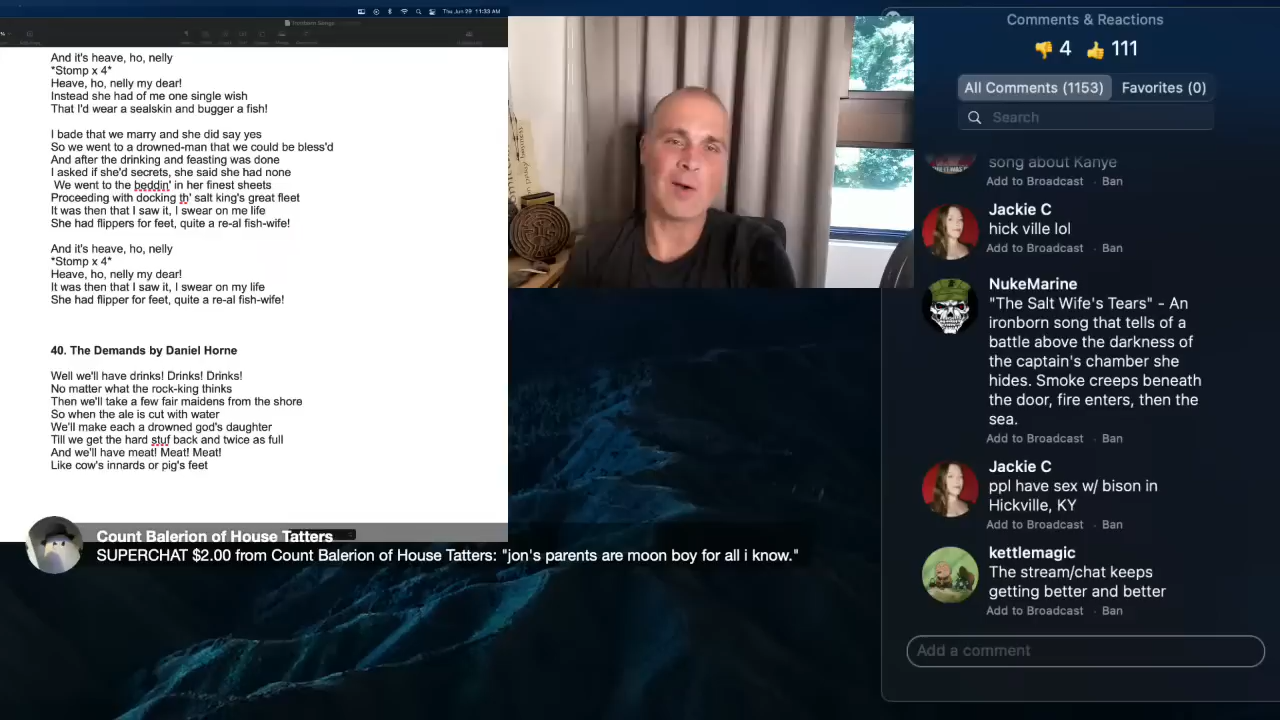 Thu Jun 29 11:33 AM
Ironborn Songs
And it's heave, ho, nelly
*Stomp x 4*
Heave, ho, nelly my dear!
Instead she had of me one single wish
That I'd wear a sealskin and bugger a fish!
I bade that we marry and she did say yes
So we went to a drowned-man that we could be bless'd
And after the drinking and feasting was done
I asked if she'd secrets, she said she had none
We went to the beddin' in her finest sheets
Proceeding with docking th' salt king's great fleet
It was then that I saw it, I swear on me life
She had flippers for feet, quite a re-al fish-wife!
And it's heave, ho, nelly
*Stomp x 4*
Heave, ho, nelly my dear!
It was then that I saw it, I swear on my life
She had flipper for feet, quite a re-al fish-wife!
40. The Demands by Daniel Horne
Well we'll have drinks! Drinks! Drinks!
No matter what the rock-king thinks
Then we'll take a few fair maidens from the shore
So when the ale is cut with water
We'll make each a drowned god's daughter
Till we get the hard stuf back and twice as full
And we'll have meat! Meat! Meat!
Like cow's innards or pig's feet
Count Balerion of House Tatters
SUPERCHAT $2.00 from Count Balerion of House Tatters: "jon's parents are moon boy for all i know."
Comments & Reactions
👎 4 👍 111
All Comments (1153) Favorites (0)
Search
song about Kanye
Add to Broadcast · Ban
Jackie C
hick ville lol
Add to Broadcast · Ban
NukeMarine
"The Salt Wife's Tears" - An
ironborn song that tells of a
battle above the darkness of
the captain's chamber she
hides. Smoke creeps beneath
the door, fire enters, then the
sea.
Add to Broadcast · Ban
Jackie C
ppl have sex w/ bison in
Hickville, KY
Add to Broadcast · Ban
kettlemagic
The stream/chat keeps
getting better and better
Add to Broadcast · Ban
Add a comment